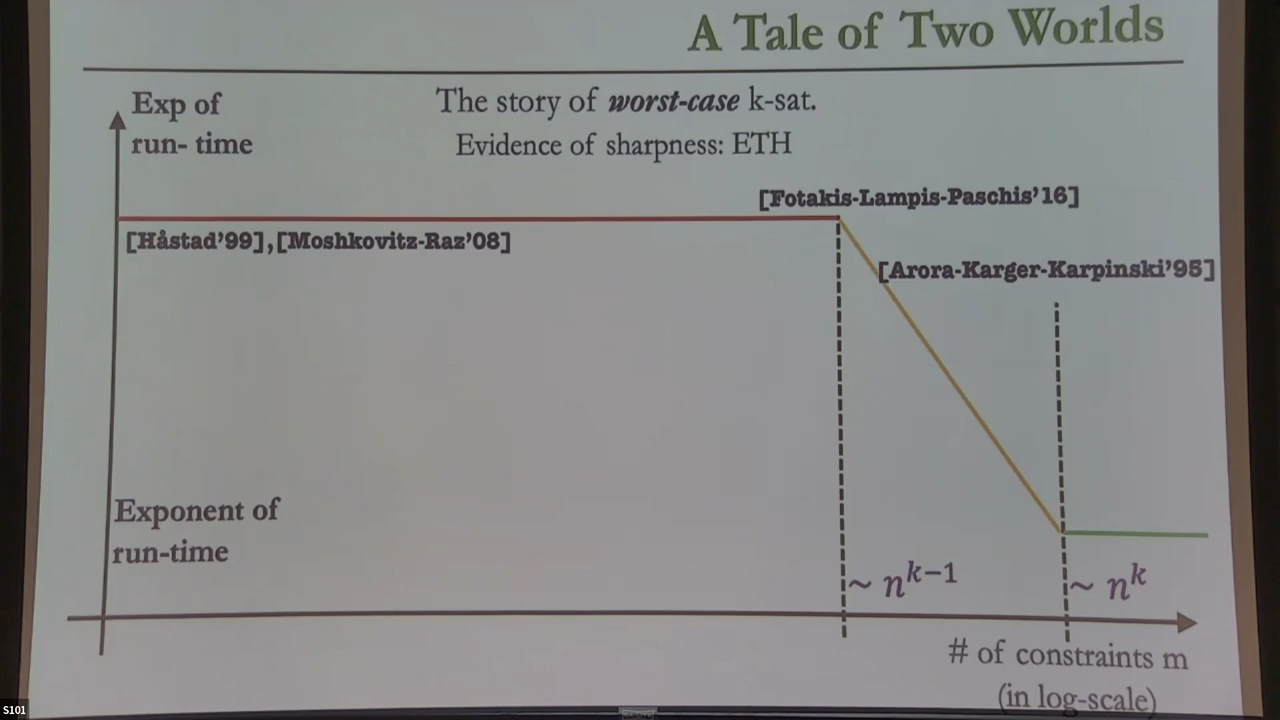 A Tale of Two Worlds
Exp of
run- time
The story of worst-case k-sat.
Evidence of sharpness: ETH
[Fotakis-Lampis-Paschis'16]
[Håstad'99],[Moshkovitz-Raz'08]
[Arora-Karger-Karpinski'95]
Exponent of
run-time
~ n^{k-1}
~ n^k
# of constraints m
(in log-scale)
S101